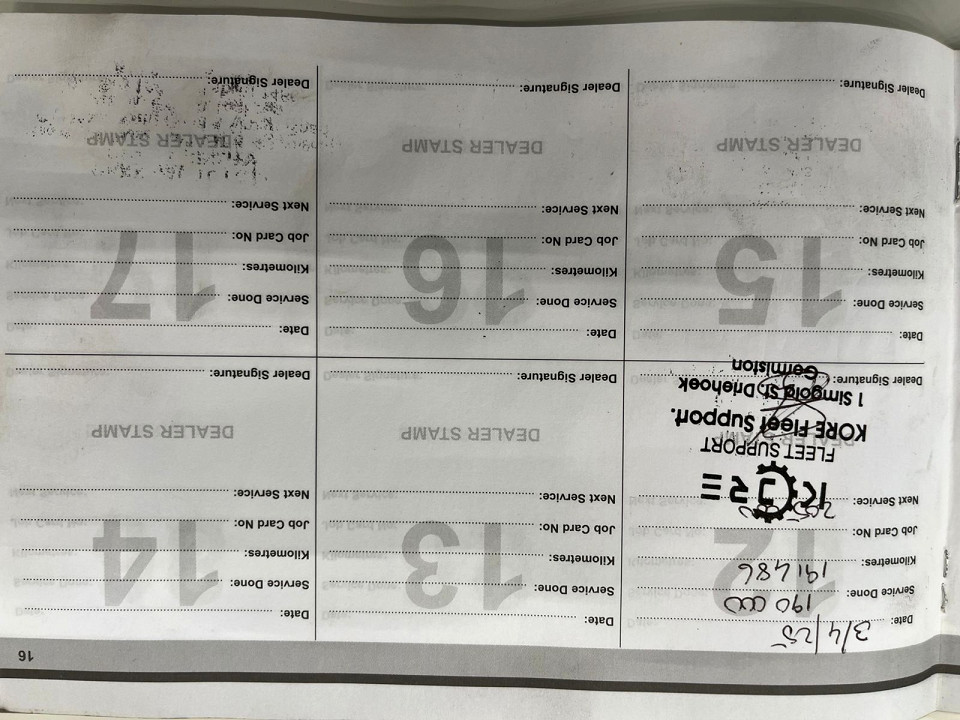 16
12
Date: 3/4/25
Service Done: 190 000
Kilometres: 191486
Job Card No:
Next Service: 205
KORE
FLEET SUPPORT
DEALER STAMP
KORE Fleet Support.
1 Simgold St. Driehoek
Germiston
Dealer Signature:
13
Date:
Service Done:
Kilometres:
Job Card No:
Next Service:
DEALER STAMP
Dealer Signature:
14
Date:
Service Done:
Kilometres:
Job Card No:
Next Service:
DEALER STAMP
Dealer Signature:
15
Date:
Service Done:
Kilometres:
Job Card No:
Next Service:
DEALER STAMP
Dealer Signature:
16
Date:
Service Done:
Kilometres:
Job Card No:
Next Service:
DEALER STAMP
Dealer Signature:
17
Date:
Service Done:
Kilometres:
Job Card No:
Next Service:
DEALER STAMP
Dealer Signature: